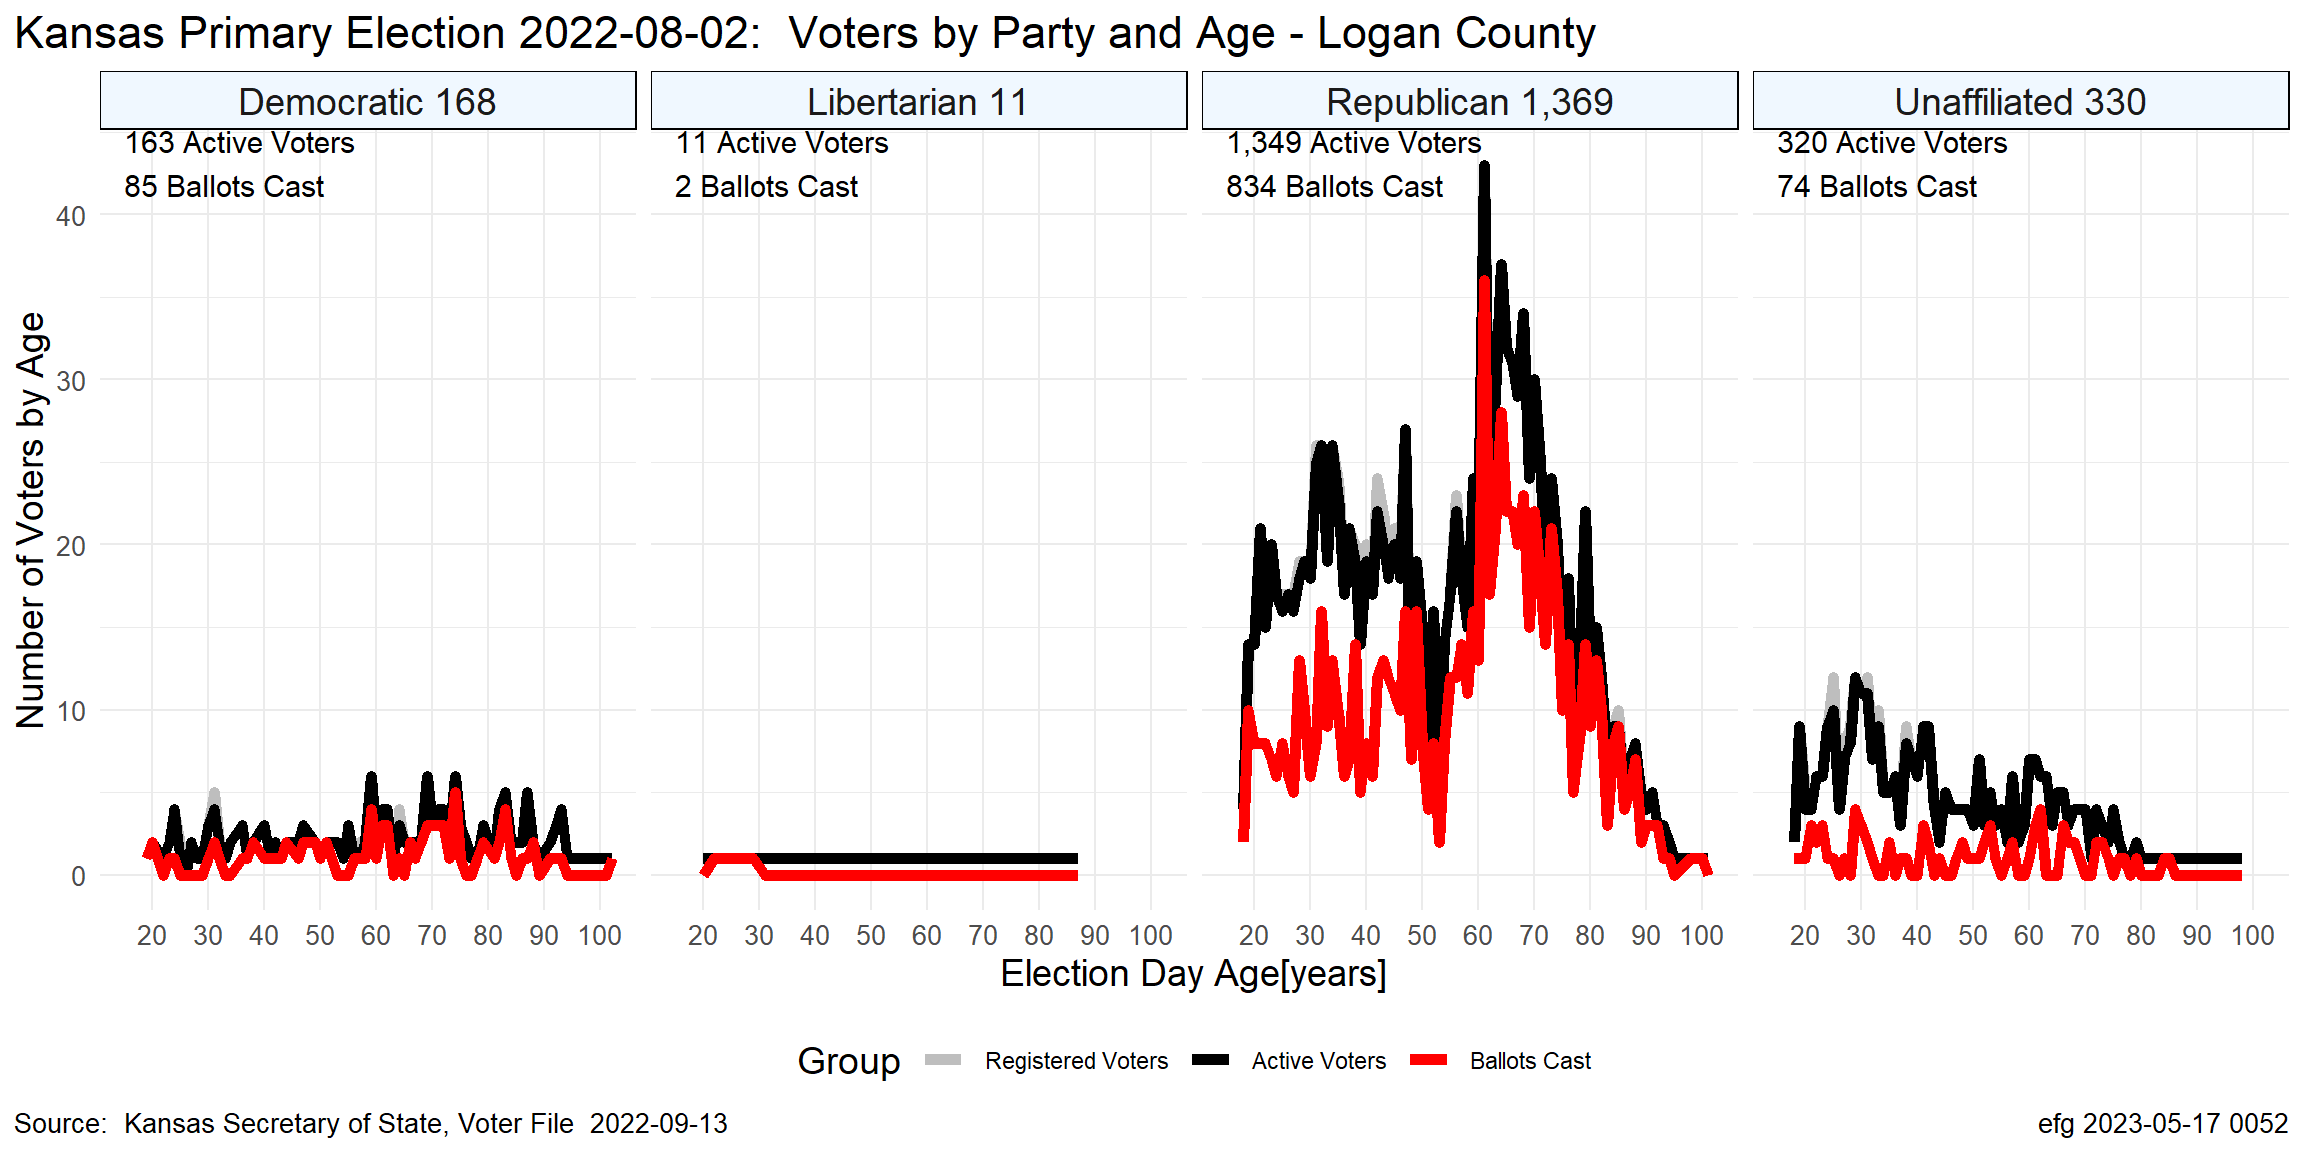 Kansas Primary Election 2022-08-02:  Voters by Party and Age - Logan County
Democratic 168
Libertarian 11
Republican 1,369
Unaffiliated 330
163 Active Voters
85 Ballots Cast
11 Active Voters
2 Ballots Cast
1,349 Active Voters
834 Ballots Cast
320 Active Voters
74 Ballots Cast
Number of Voters by Age
40
30
20
10
0
20 30 40 50 60 70 80 90 100
20 30 40 50 60 70 80 90 100
20 30 40 50 60 70 80 90 100
20 30 40 50 60 70 80 90 100
Election Day Age[years]
Group Registered Voters Active Voters Ballots Cast
Source:  Kansas Secretary of State, Voter File  2022-09-13
efg 2023-05-17 0052